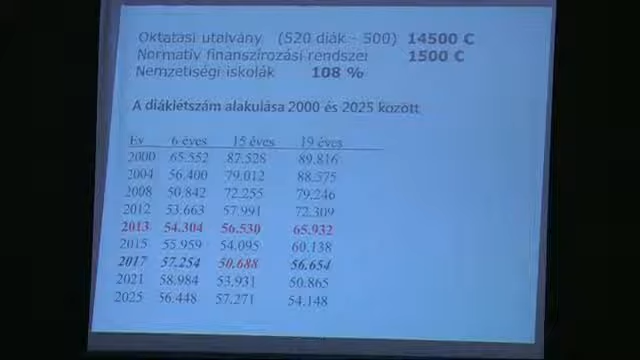 Oktatási utalvány (520 diák - 500) 14500 €
Normatív finanszírozási rendszer 1500 €
Nemzetiségi iskolák 108 %
A diáklétszám alakulása 2000 és 2025 között
Év 6 éves 15 éves 19 éves
2000 65.552 87.528 89.816
2004 56.400 79.012 88.575
2008 50.842 72.255 79.246
2012 53.663 57.991 72.309
2013 54.304 56.530 65.932
2015 55.959 54.095 60.138
2017 57.254 50.688 56.654
2021 58.984 53.931 50.865
2025 56.448 57.271 54.148